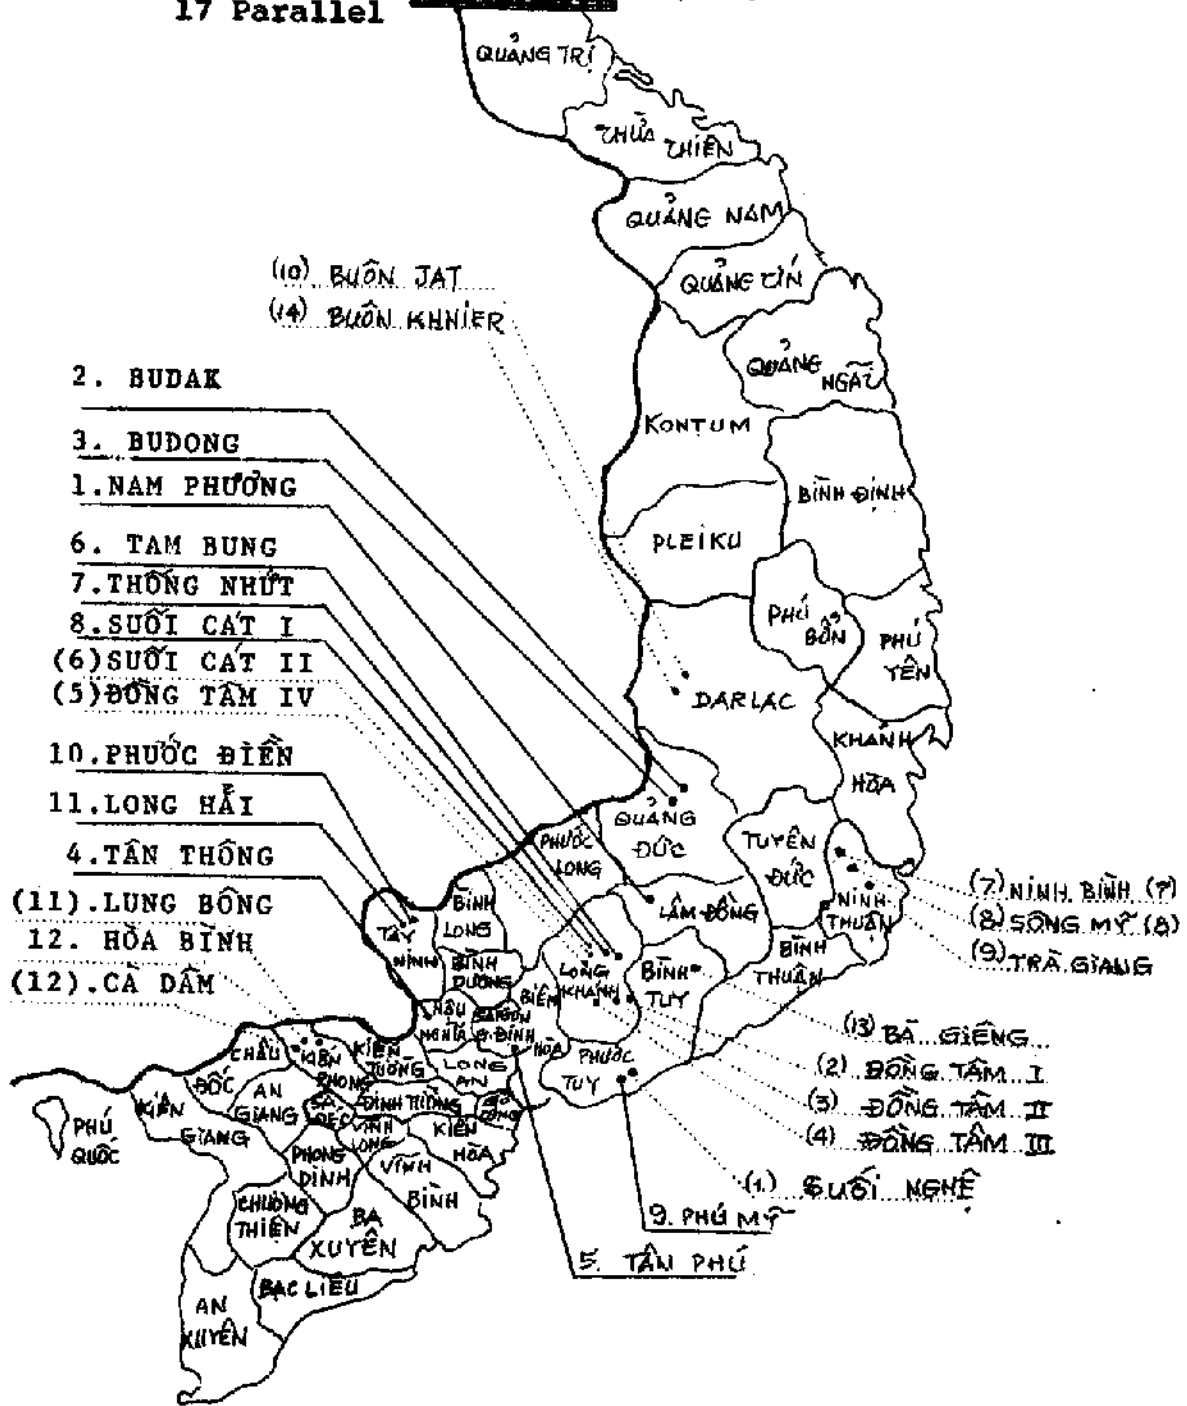 17 Parallel
QUẢNG TRỊ
THỪA THIÊN
QUẢNG NAM
QUẢNG TÍN
(10) BUÔN JAT
(14) BUÔN KHNIER
QUẢNG NGÃI
2. BUDAK
KONTUM
3. BUDONG
1.NAM PHƯƠNG
BÌNH ĐỊNH
PLEIKU
6. TAM BUNG
7.THỐNG NHỨT
8.SUỐI CÁT I
PHÚ BỔN
PHÚ YÊN
(6)SUỐI CÁT II
(5)ĐỒNG TÂM IV
DARLAC
KHÁNH HÒA
10.PHƯỚC ĐIỀN
11.LONG HẢI
QUẢNG ĐỨC
PHƯỚC LONG
TUYÊN ĐỨC
4.TÂN THÔNG
(11).LUNG BÔNG
12. HÒA BÌNH
(12).CÀ DẦM
(7) NINH BÌNH (7)
(8) SÔNG MỸ (8)
(9) TRÀ GIANG
NINH THUẬN
BÌNH LONG
LÂM ĐỒNG
TÂY NINH
BÌNH DƯƠNG
LONG KHÁNH
BÌNH TUY
BÌNH THUẬN
BIÊN HÒA
HẬU NGHĨA
SAIGON
G. ĐÌNH
(13) BÀ GIÊNG
(2) ĐỒNG TÂM I
(3) ĐỒNG TÂM II
(4) ĐỒNG TÂM III
(1) SUỐI NGHỆ
PHƯỚC TUY
CHÂU ĐỐC
KIẾN PHONG
KIẾN TƯỜNG
LONG AN
AN GIANG
SA ĐEC
ĐỊNH TƯỜNG
GÒ CÔNG
PHÚ QUỐC
KIÊN GIANG
VĨNH LONG
KIẾN HÒA
PHONG DINH
VĨNH BÌNH
9. PHÚ MỸ
5. TÂN PHÚ
CHƯƠNG THIỆN
BA XUYÊN
BẠC LIÊU
AN XUYÊN